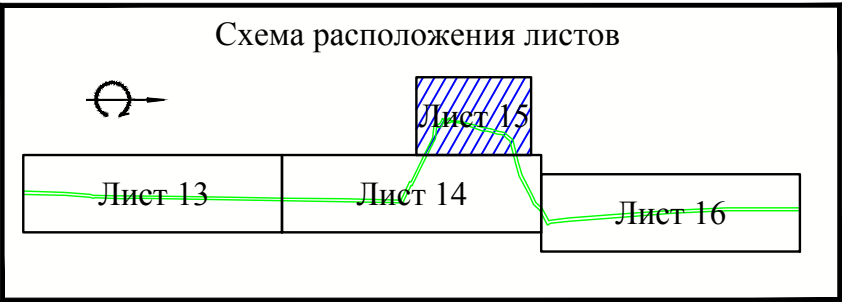 Схема расположения листов
Лист 15
Лист 13
Лист 14
Лист 16